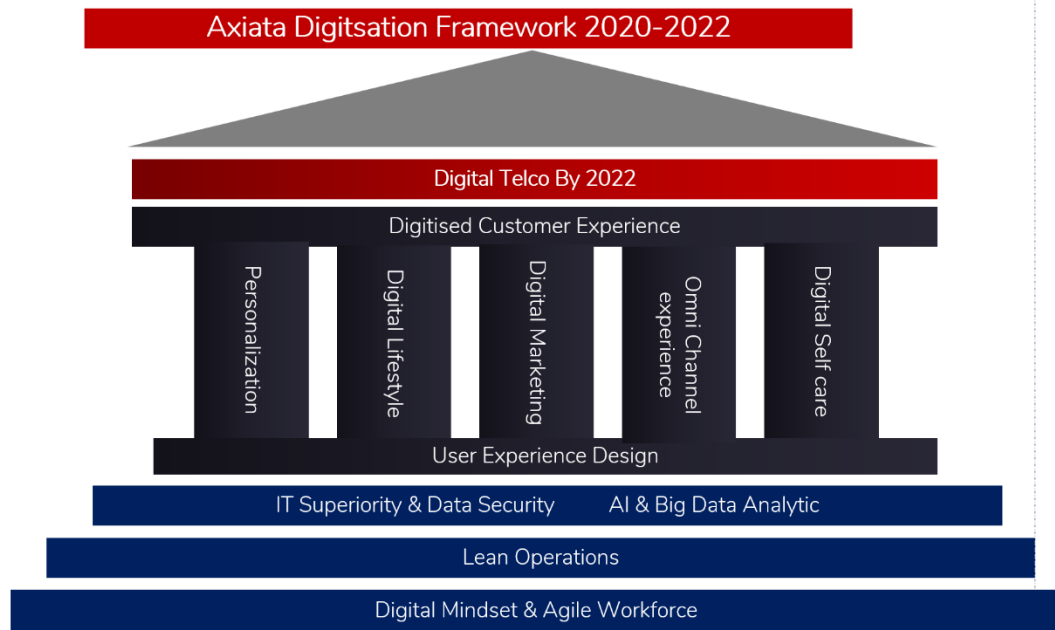 Axiata Digitsation Framework 2020-2022
Digital Telco By 2022
Digitised Customer Experience
Personalization
Digital Lifestyle
Digital Marketing
Omni Channel
experience
Digital Self care
User Experience Design
IT Superiority & Data Security AI & Big Data Analytic
Lean Operations
Digital Mindset & Agile Workforce